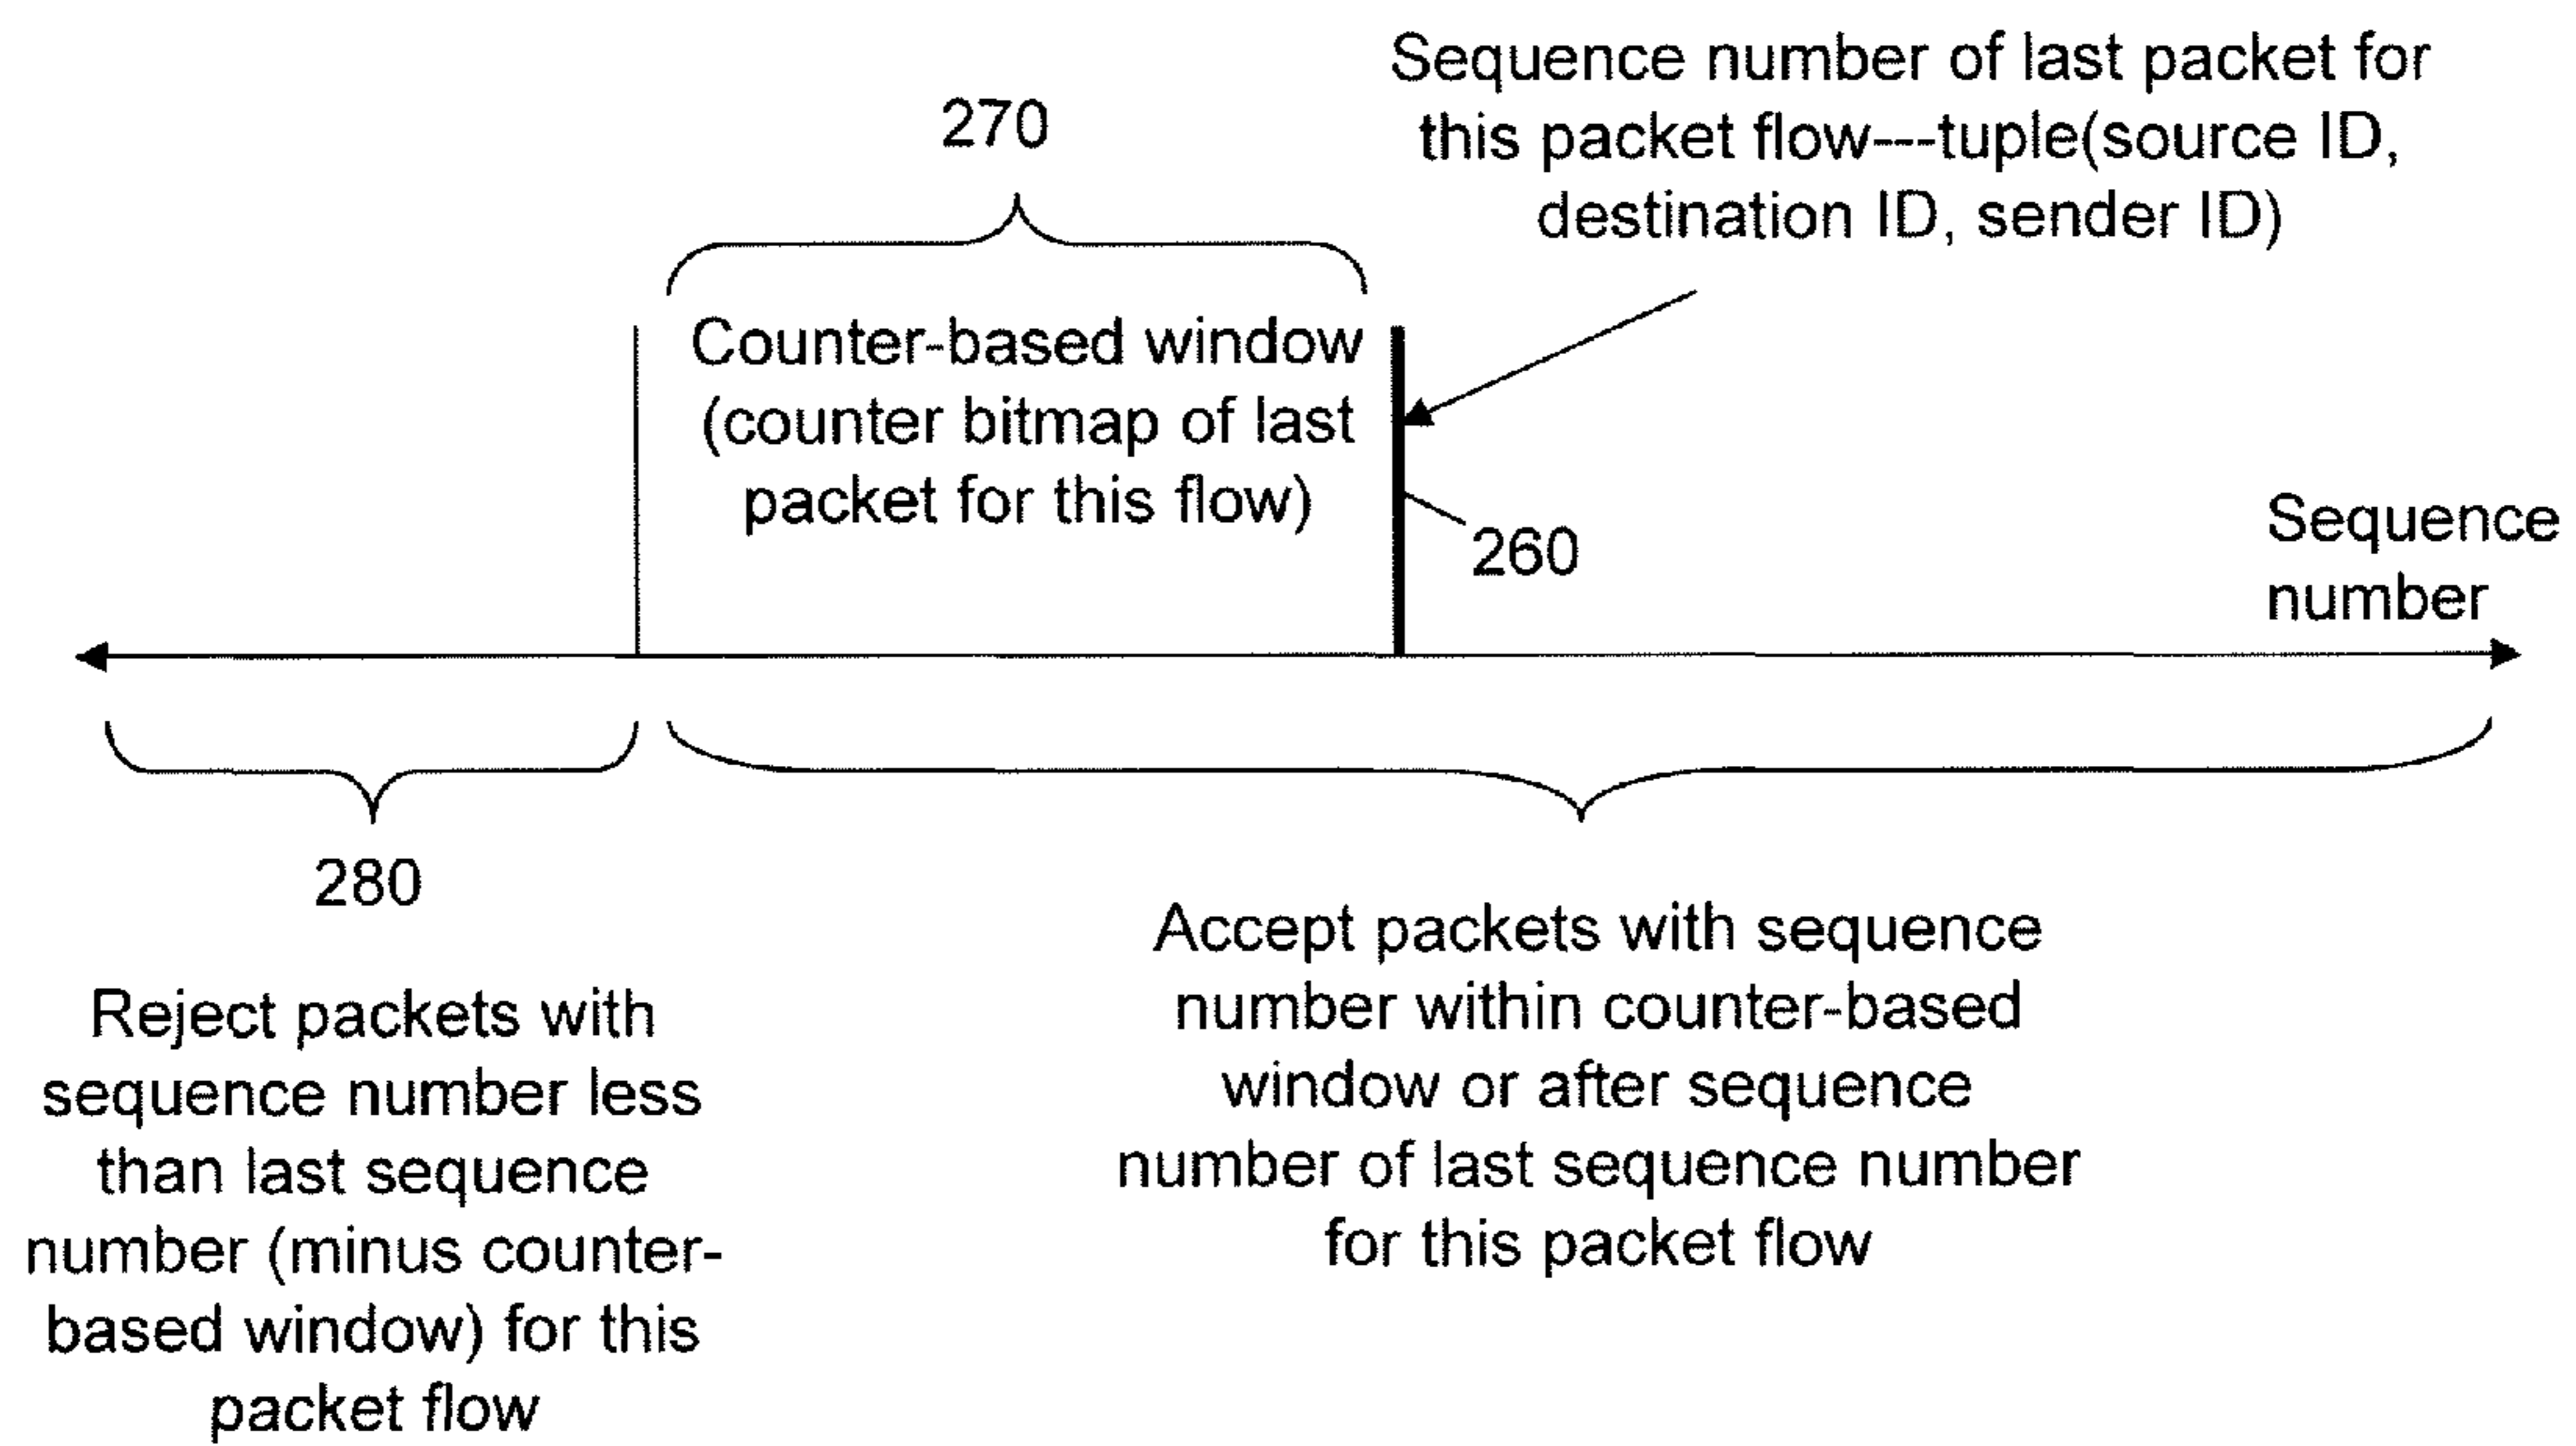 Sequence number of last packet for
this packet flow---tuple(source ID,
destination ID, sender ID)
270
Counter-based window
(counter bitmap of last
packet for this flow)
260
Sequence
number
280
Reject packets with
sequence number less
than last sequence
number (minus counter-
based window) for this
packet flow
Accept packets with sequence
number within counter-based
window or after sequence
number of last sequence number
for this packet flow